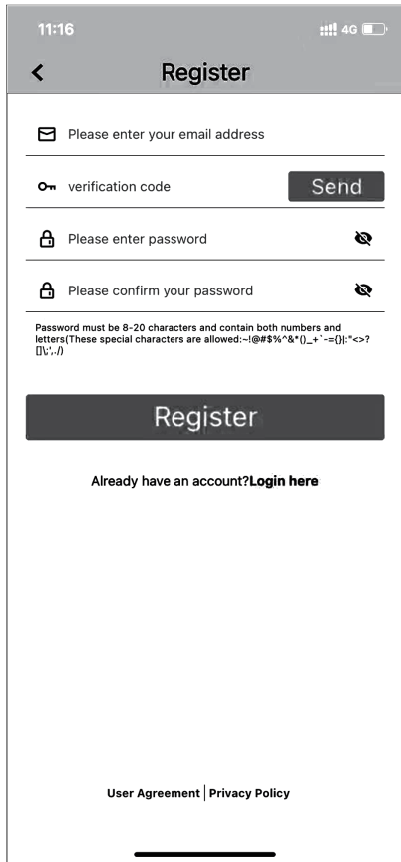 11:16 4G
Register
Please enter your email address
verification code Send
Please enter password
Please confirm your password
Password must be 8-20 characters and contain both numbers and
letters(These special characters are allowed:~!@#$%^&*()_+`-={}|:"<>?
[]\;',./)
Register
Already have an account?Login here
User Agreement | Privacy Policy